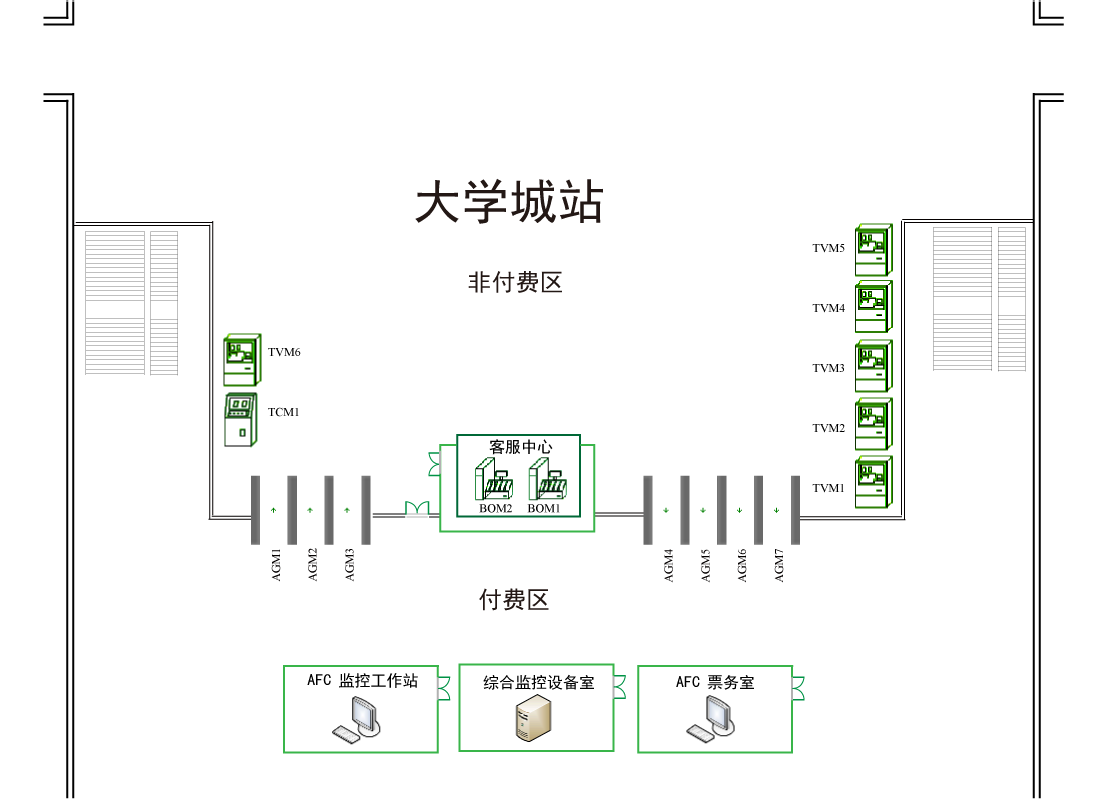 大学城站
非付费区
TVM5
TVM4
TVM3
TVM2
TVM1
TVM6
TCM1
客服中心
BOM2
BOM1
AGM1
AGM2
AGM3
AGM4
AGM5
AGM6
AGM7
付费区
AFC 监控工作站
综合监控设备室
AFC 票务室